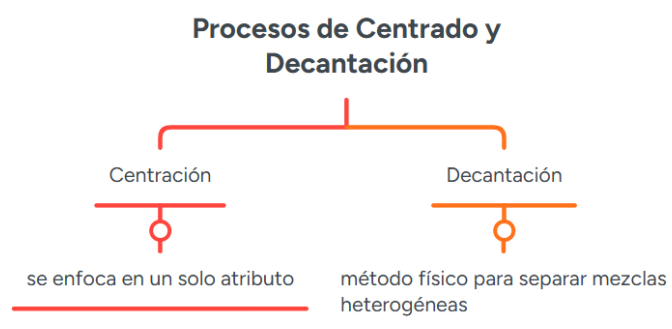 Procesos de Centrado y
Decantación
Centración
Decantación
se enfoca en un solo atributo
método físico para separar mezclas
heterogéneas